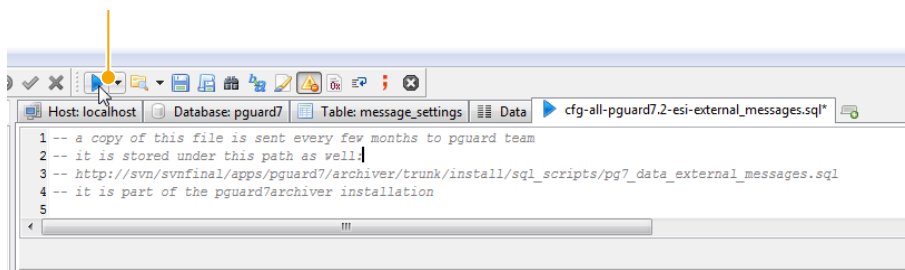 Host: localhost Database: pguard7 Table: message_settings Data cfg-all-pguard7.2-esi-external_messages.sql*
1 -- a copy of this file is sent every few months to pguard team
2 -- it is stored under this path as well:
3 -- http://svn/svnfinal/apps/pguard7/archiver/trunk/install/sql_scripts/pg7_data_external_messages.sql
4 -- it is part of the pguard7archiver installation
5